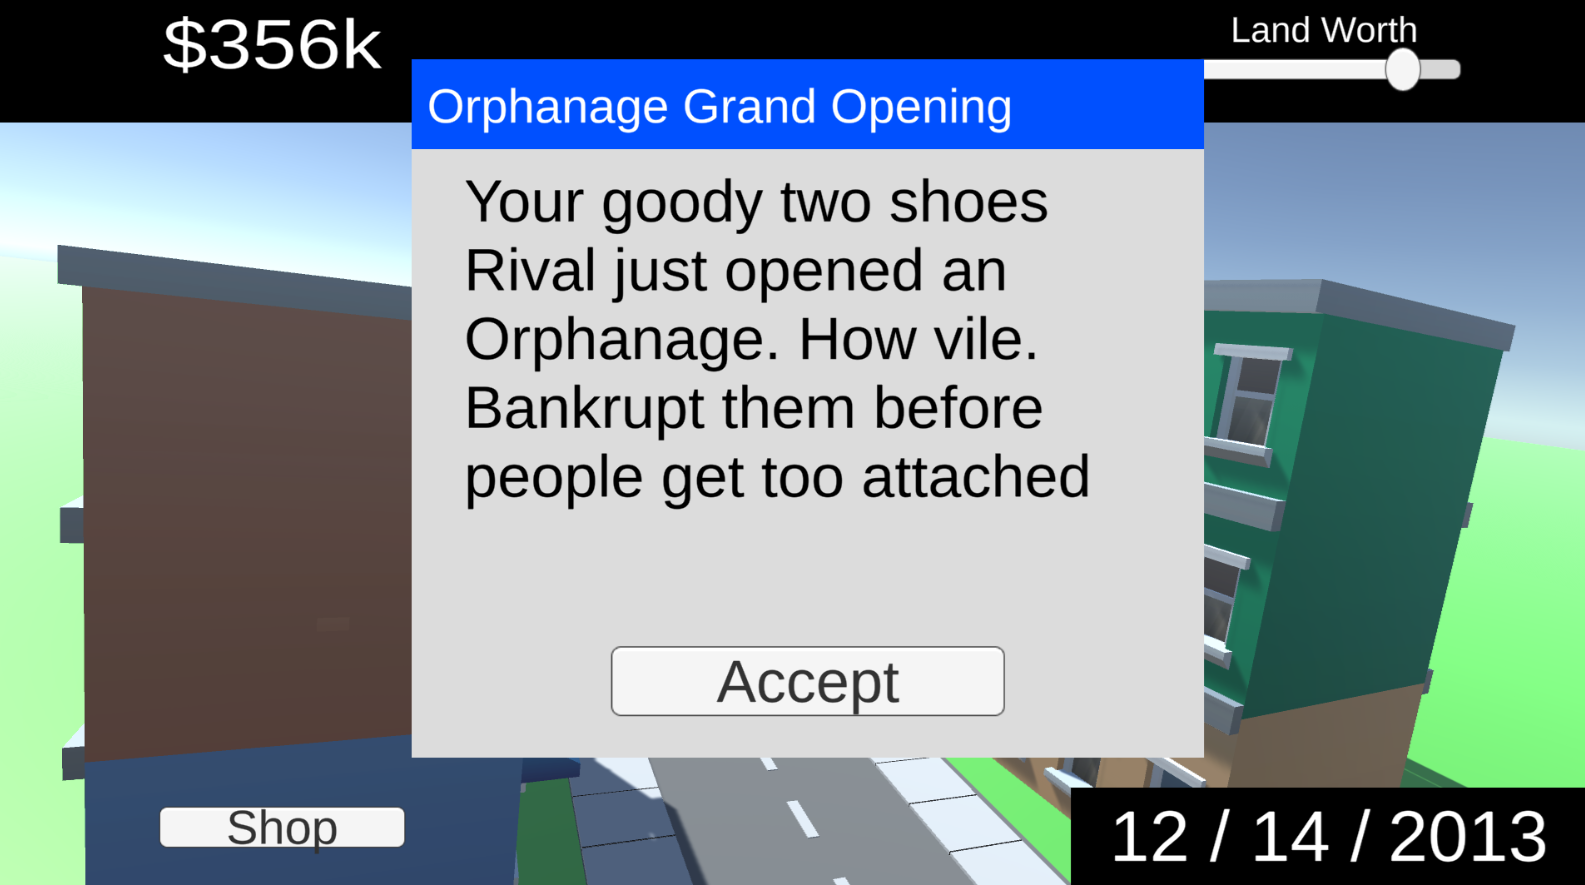 $356k
Land Worth
Orphanage Grand Opening
Your goody two shoes
Rival just opened an
Orphanage. How vile.
Bankrupt them before
people get too attached
Accept
Shop
12 / 14 / 2013